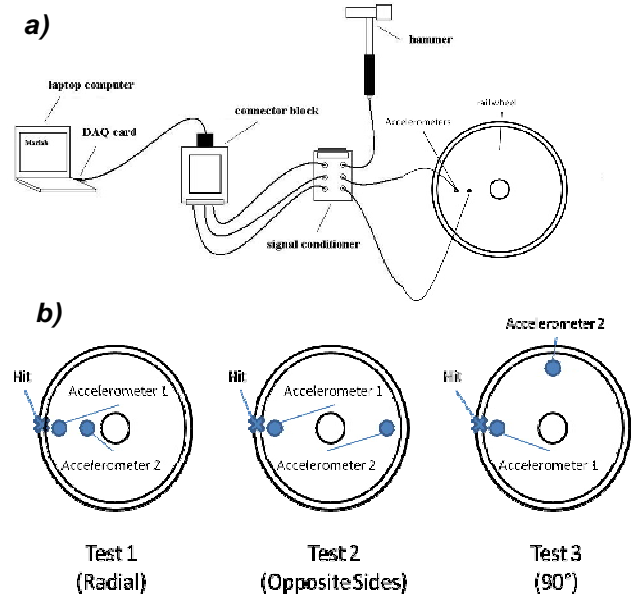 a)
hammer
laptop computer
DAQ card
connector block
Accelerometers
railwheel
Matlab
signal conditioner
b)
Accelerometer 2
Hit
Accelerometer 1
Accelerometer 2
Hit
Accelerometer 1
Accelerometer 2
Hit
Accelerometer 1
Test 1
(Radial)
Test 2
(Opposite Sides)
Test 3
(90°)